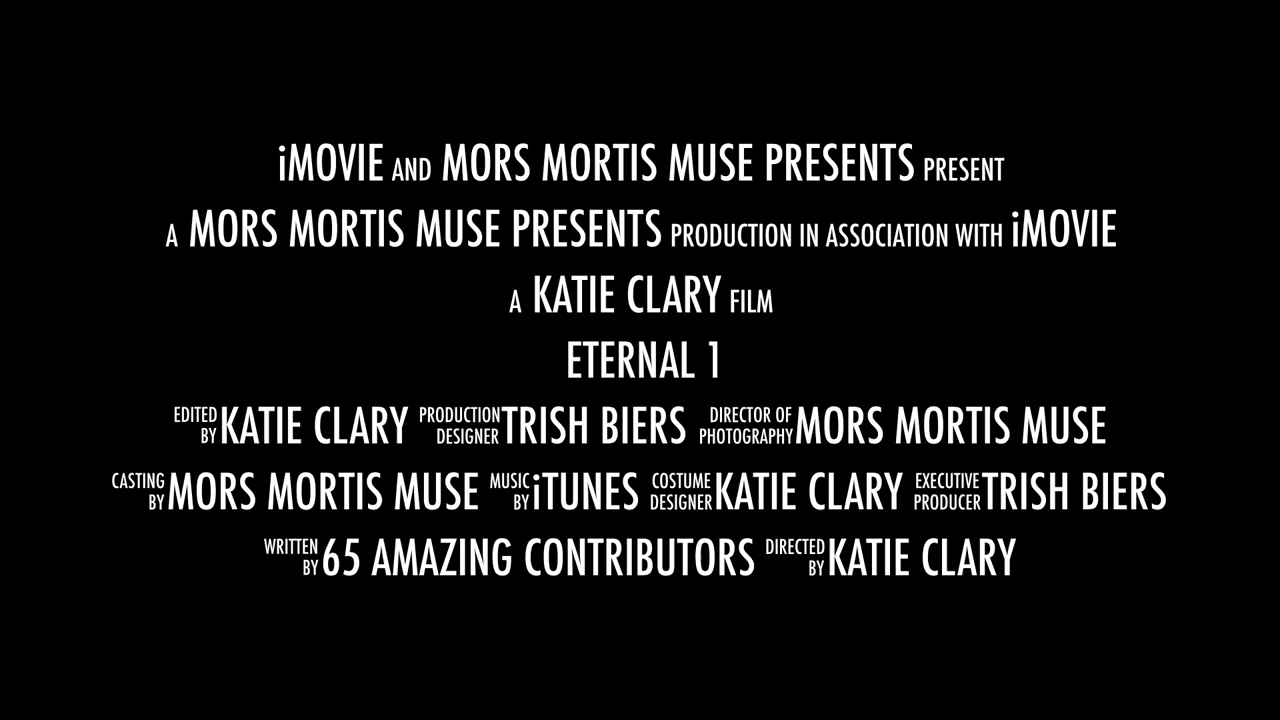 iMOVIE AND MORS MORTIS MUSE PRESENTS PRESENT
A MORS MORTIS MUSE PRESENTS PRODUCTION IN ASSOCIATION WITH iMOVIE
A KATIE CLARY FILM
ETERNAL 1
EDITED BY KATIE CLARY PRODUCTION DESIGNER TRISH BIERS DIRECTOR OF PHOTOGRAPHY MORS MORTIS MUSE
CASTING BY MORS MORTIS MUSE MUSIC BY iTUNES COSTUME DESIGNER KATIE CLARY EXECUTIVE PRODUCER TRISH BIERS
WRITTEN BY 65 AMAZING CONTRIBUTORS DIRECTED BY KATIE CLARY